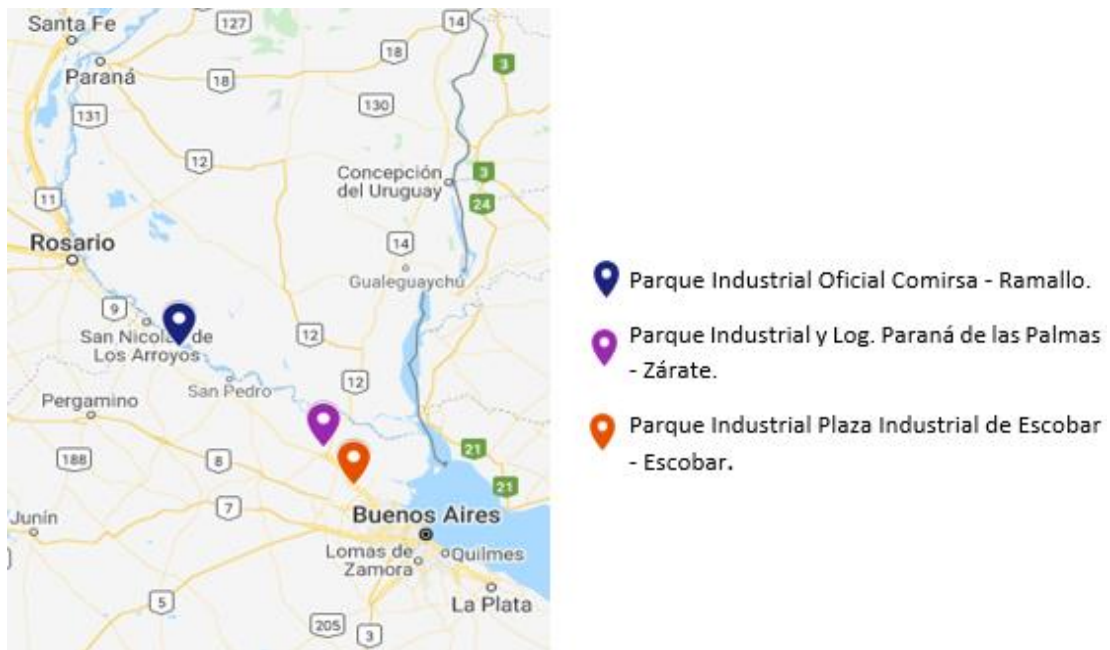 Santa Fe
127
14
Paraná
18
3
18
131
130
12
Concepción
del Uruguay
3
11
24
Rosario
14
Gualeguaychú
9
San Nicolás de
Los Arroyos
12
San Pedro
12
Pergamino
188
8
21
21
7
Junín
Buenos Aires
Lomas de
Zamora
Quilmes
5
La Plata
205
3
Parque Industrial Oficial Comirsa - Ramallo.
Parque Industrial y Log. Paraná de las Palmas
- Zárate.
Parque Industrial Plaza Industrial de Escobar
- Escobar.